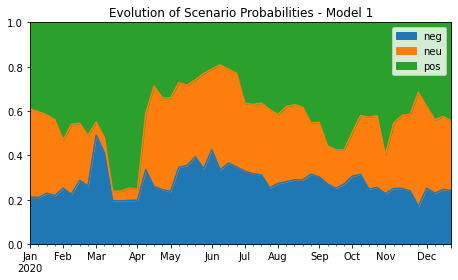 Evolution of Scenario Probabilities - Model 1
neg
neu
pos
1.0
0.8
0.6
0.4
0.2
0.0
Jan Feb Mar Apr May Jun Jul Aug Sep Oct Nov Dec
2020